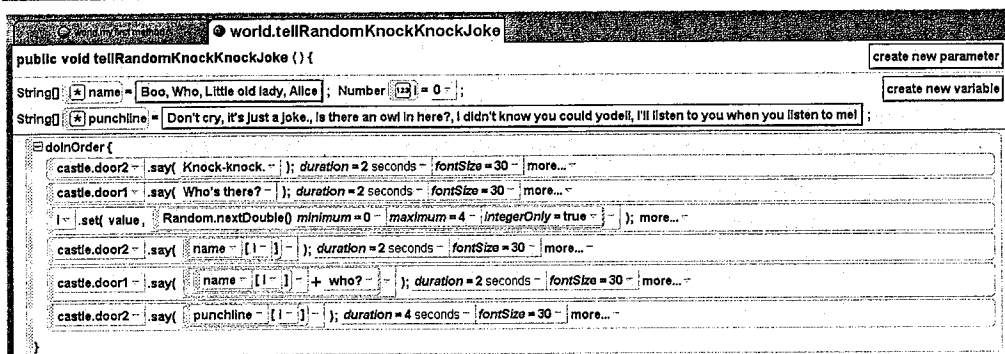 world.my first method world.tellRandomKnockKnockJoke
public void tellRandomKnockKnockJoke () { create new parameter
String[] name = Boo, Who, Little old lady, Alice ; Number 123 i = 0 ; create new variable
String[] punchline = Don't cry, it's just a joke., Is there an owl in here?, I didn't know you could yodel!, I'll listen to you when you listen to me! ;
doInOrder {
castle.door2 .say( Knock-knock. ); duration = 2 seconds fontSize = 30 more...
castle.door1 .say( Who's there? ); duration = 2 seconds fontSize = 30 more...
i .set( value, Random.nextDouble() minimum = 0 maximum = 4 integerOnly = true ); more...
castle.door2 .say( name [ i ] ); duration = 2 seconds fontSize = 30 more...
castle.door1 .say( name [ i ] + who? ); duration = 2 seconds fontSize = 30 more...
castle.door2 .say( punchline [ i ] ); duration = 4 seconds fontSize = 30 more...
}